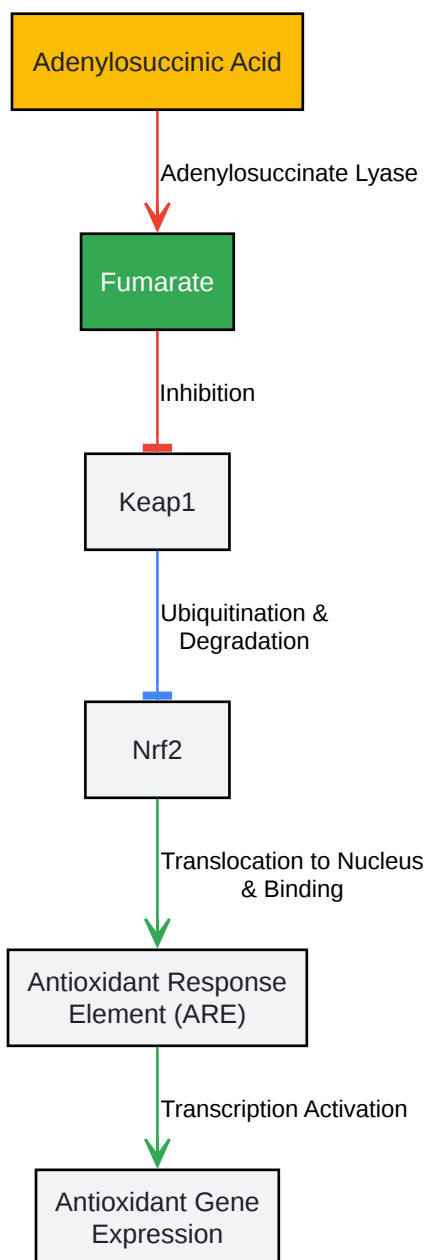 Adenylosuccinic Acid
Adenylosuccinate Lyase
Fumarate
Inhibition
Keap1
Ubiquitination &
Degradation
Nrf2
Translocation to Nucleus
& Binding
Antioxidant Response
Element (ARE)
Transcription Activation
Antioxidant Gene
Expression